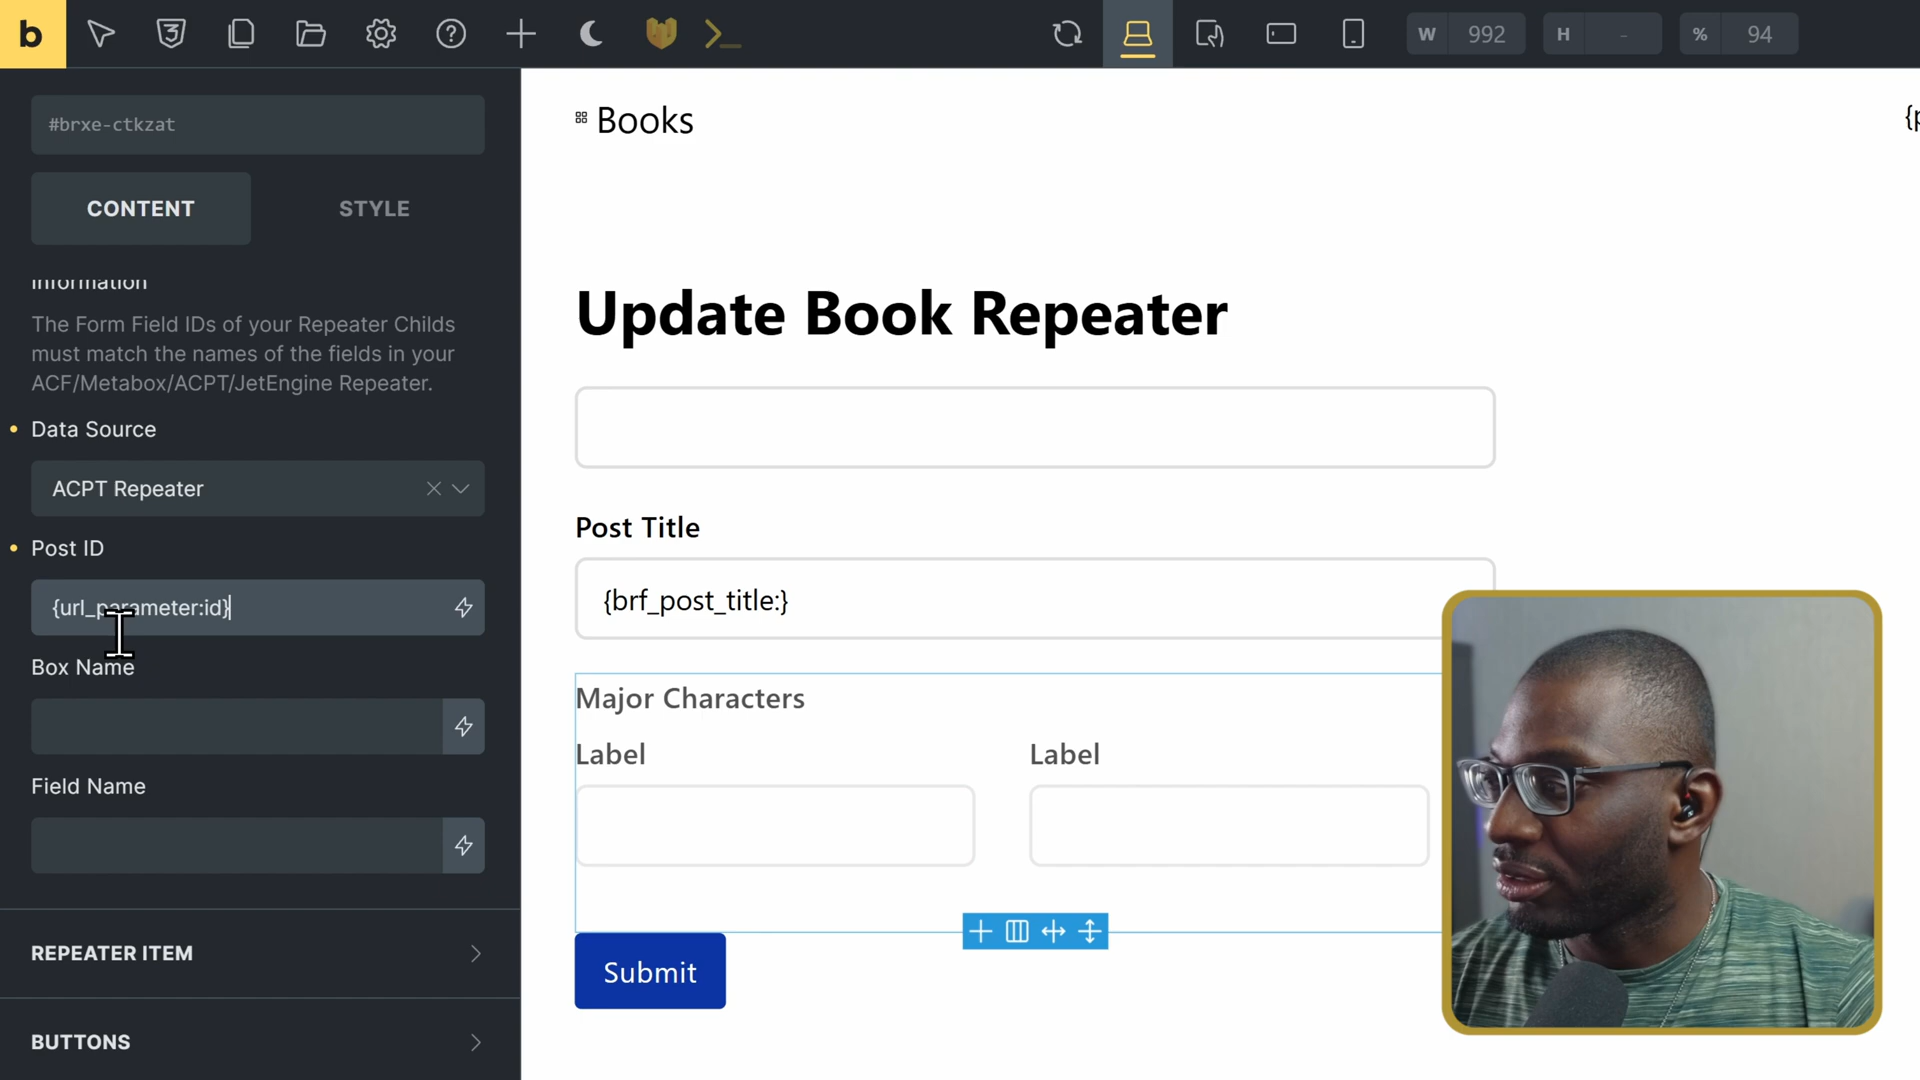 b
W 992 H - % 94
#brxe-ctkzat
CONTENT STYLE
Information
The Form Field IDs of your Repeater Childs
must match the names of the fields in your
ACF/Metabox/ACPT/JetEngine Repeater.
Data Source
ACPT Repeater
Post ID
{url_parameter:id}
Box Name
Field Name
REPEATER ITEM
BUTTONS
Books
{p
Update Book Repeater
Post Title
{brf_post_title:}
Major Characters
Label Label
Submit